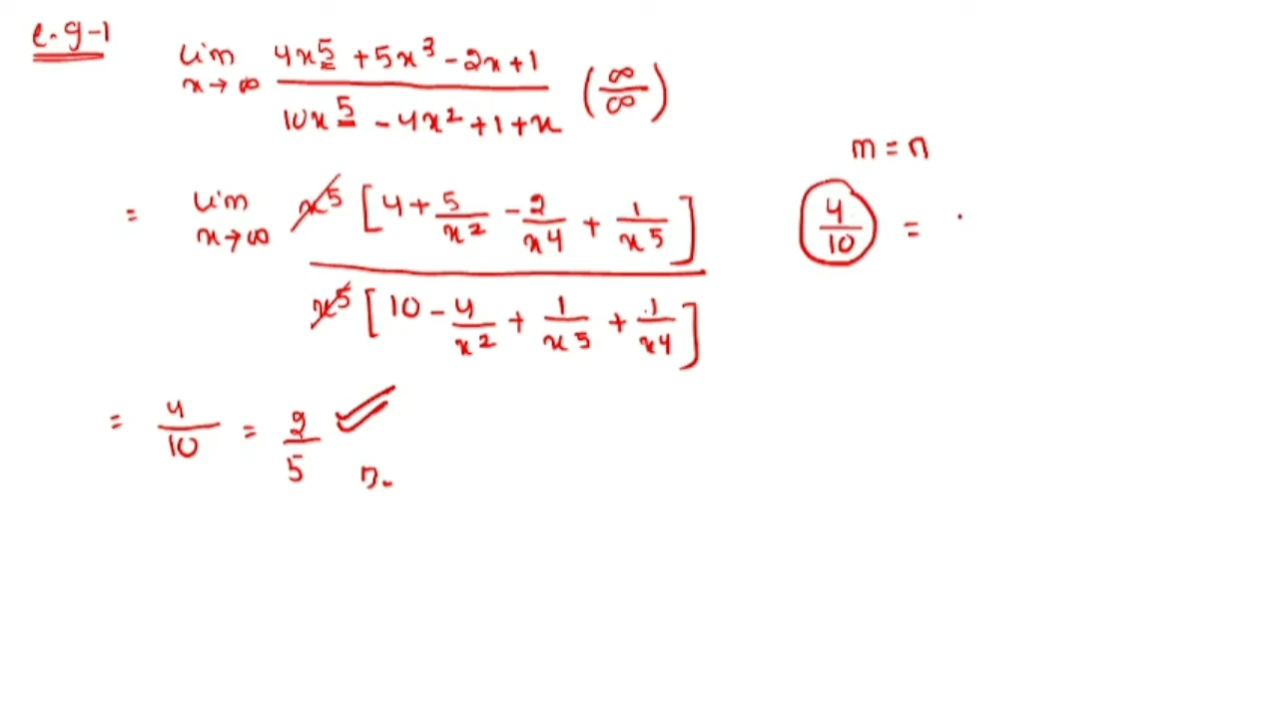 e.g-1
lim x→∞ (4x^5 + 5x^3 - 2x + 1) / (10x^5 - 4x^2 + 1 + x) (∞/∞)
m = n
= lim x→∞ x^5 [4 + 5/x^2 - 2/x^4 + 1/x^5] / x^5 [10 - 4/x^2 + 1/x^5 + 1/x^4]
4/10 =
= 4/10 = 2/5
n.